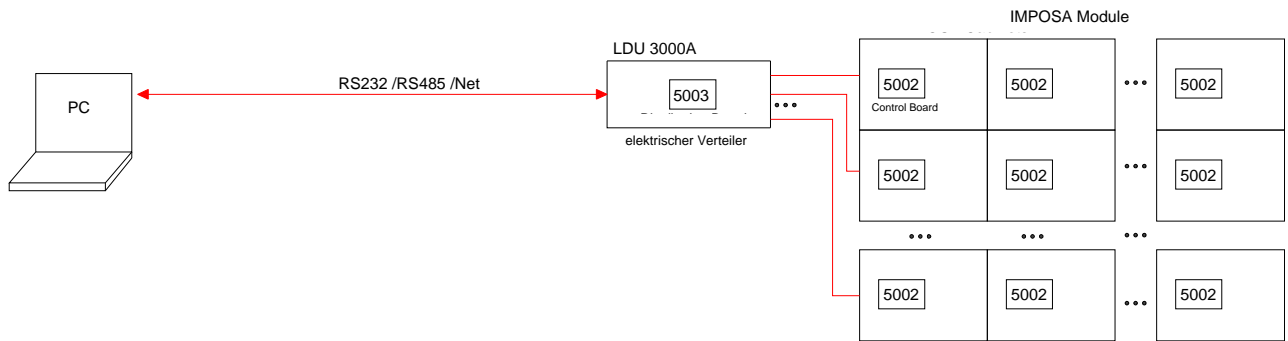 IMPOSA Module
LDU 3000A
RS232 /RS485 /Net
PC
5003
elektrischer Verteiler
5002
5002
5002
Control Board
5002
5002
5002
5002
5002
5002